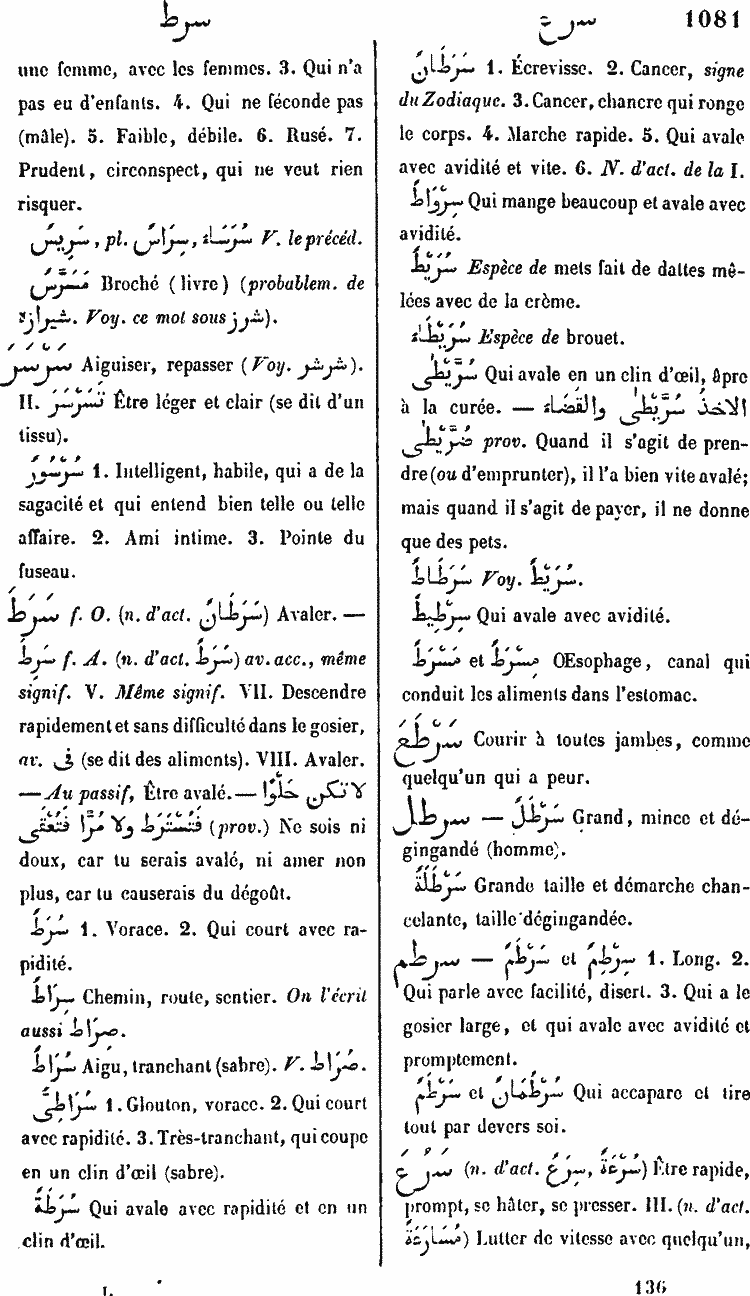 سرط
سرع
1081
une femme, avec les femmes. 3. Qui n'a
pas eu d'enfants. 4. Qui ne féconde pas
(mâle). 5. Faible, débile. 6. Rusé. 7.
Prudent, circonspect, qui ne veut rien
risquer.
سَرِيسٌ, pl. سِرَاسٌ, سُرَسَاءُ V. le précéd.
مُسَرَّسٌ Broché (livre) (probablem. de
شيرازة. Voy. ce mot sous شرز).
سَرْسَرَ Aiguiser, repasser (Voy. شرشر).
II. تَسَرْسَرَ Être léger et clair (se dit d'un
tissu).
سُرْسُورٌ 1. Intelligent, habile, qui a de la
sagacité et qui entend bien telle ou telle
affaire. 2. Ami intime. 3. Pointe du
fuseau.
سَرَطَ f. O. (n. d'act. سَرَطَانٌ) Avaler. —
سَرِطَ f. A. (n. d'act. سَرَطٌ) av. acc., même
signif. V. Même signif. VII. Descendre
rapidement et sans difficulté dans le gosier,
av. فى (se dit des aliments). VIII. Avaler.
— Au passif, Être avalé. — لا تكن حُلْوًا
فَتُسْتَرَطَ ولا مُرًّا فَتُعْقَى (prov.) Ne sois ni
doux, car tu serais avalé, ni amer non
plus, car tu causerais du dégoût.
سُرَطٌ 1. Vorace. 2. Qui court avec ra-
pidité.
سِرَاطٌ Chemin, route, sentier. On l'écrit
aussi صِرَاط.
سُرَاطٌ Aigu, tranchant (sabre). V. صُرَاط.
سُرَاطِىٌّ 1. Glouton, vorace. 2. Qui court
avec rapidité. 3. Très-tranchant, qui coupe
en un clin d'œil (sabre).
سُرَطَةٌ Qui avale avec rapidité et en un
clin d'œil.
I.
سَرَطَانٌ 1. Écrevisse. 2. Cancer, signe
du Zodiaque. 3. Cancer, chancre qui ronge
le corps. 4. Marche rapide. 5. Qui avale
avec avidité et vite. 6. N. d'act. de la I.
سِرْوَاطٌ Qui mange beaucoup et avale avec
avidité.
سُرَيْطٌ Espèce de mets fait de dattes mê-
lées avec de la crème.
سُرَيْطَاءُ Espèce de brouet.
سُرَّيْطَى Qui avale en un clin d'œil, âpre
à la curée. — الاخذُ سُرَّيْطَى والقَضَاءُ
ضُرَّيْطَى prov. Quand il s'agit de pren-
dre (ou d'emprunter), il l'a bien vite avalé;
mais quand il s'agit de payer, il ne donne
que des pets.
سَرَطَاطٌ Voy. سُرَيْطٌ.
سَرْطِيطٌ Qui avale avec avidité.
مِسْرَطٌ et مَسْرَطٌ Œsophage, canal qui
conduit les aliments dans l'estomac.
سَرْطَعَ Courir à toutes jambes, comme
quelqu'un qui a peur.
سرطل — سَرْطَلٌ Grand, mince et dé-
gingandé (homme).
سَرْطَلَةٌ Grande taille et démarche chan-
celante, taille dégingandée.
سرطم — سَرْطَمٌ et سِرْطِمٌ 1. Long. 2.
Qui parle avec facilité, disert. 3. Qui a le
gosier large, et qui avale avec avidité et
promptement.
سَرْطَمٌ et سَرْطَمَانٌ Qui accapare et tire
tout par devers soi.
سَرُعَ (n. d'act. سُرْعَةٌ, سِرَعٌ) Être rapide,
prompt, se hâter, se presser. III. (n. d'act.
مُسَارَعَةٌ) Lutter de vitesse avec quelqu'un,
136